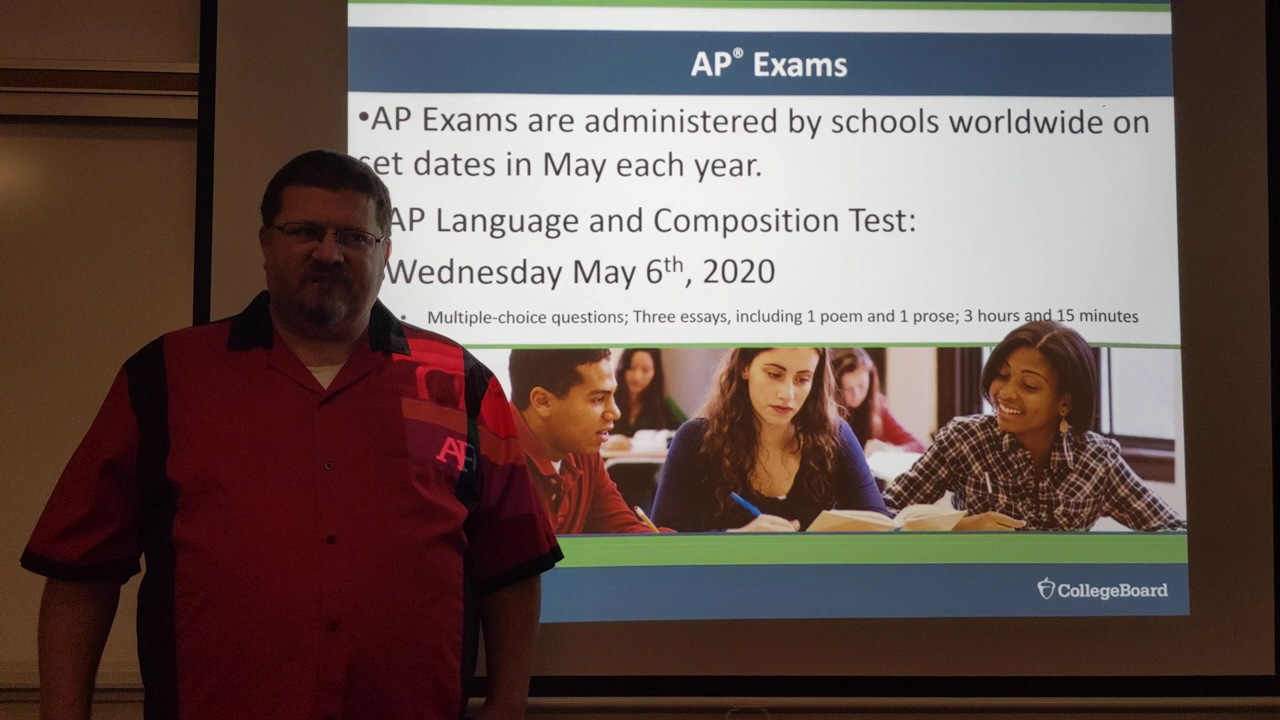 AP® Exams
•AP Exams are administered by schools worldwide on
set dates in May each year.
AP Language and Composition Test:
Wednesday May 6th, 2020
• Multiple-choice questions; Three essays, including 1 poem and 1 prose; 3 hours and 15 minutes
AP
CollegeBoard